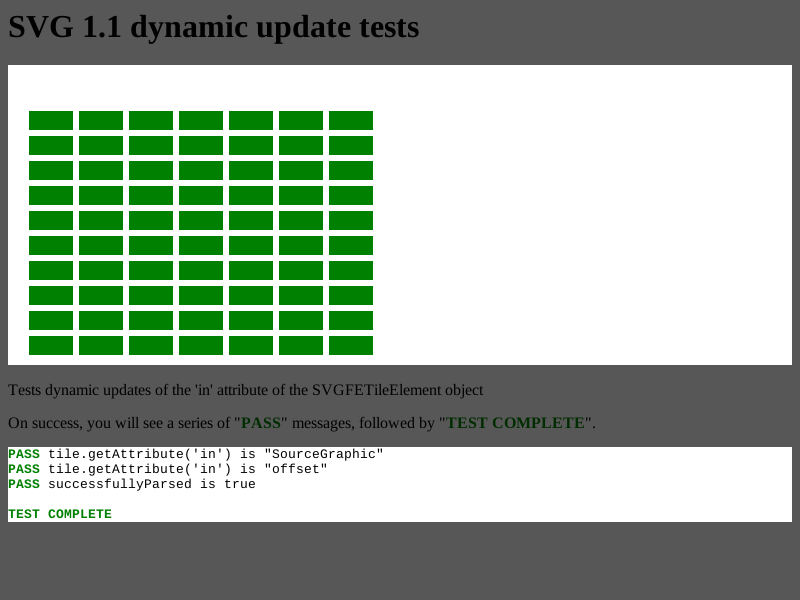 SVG 1.1 dynamic update tests
Tests dynamic updates of the 'in' attribute of the SVGFETileElement object
On success, you will see a series of "PASS" messages, followed by "TEST COMPLETE".
PASS tile.getAttribute('in') is "SourceGraphic"
PASS tile.getAttribute('in') is "offset"
PASS successfullyParsed is true
TEST COMPLETE